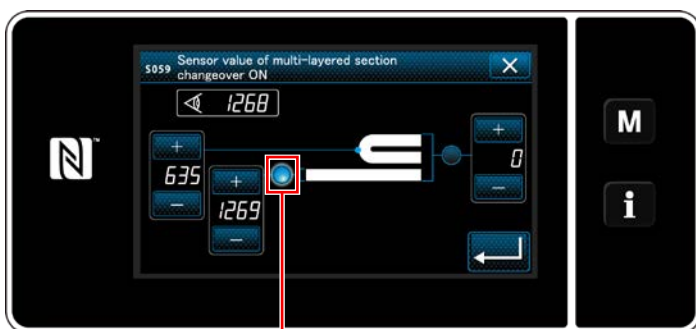 S059 Sensor value of multi-layered section
changeover ON
1268
635
1269
0
M
i